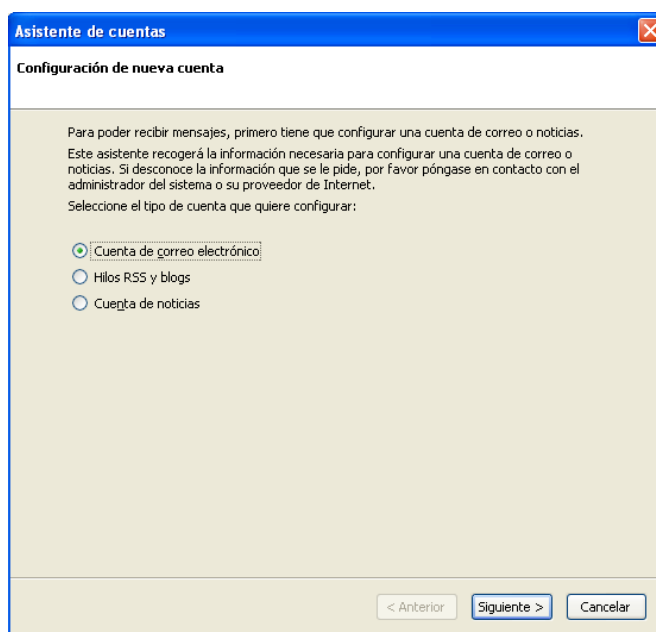 Asistente de cuentas
Configuración de nueva cuenta
Para poder recibir mensajes, primero tiene que configurar una cuenta de correo o noticias.
Este asistente recogerá la información necesaria para configurar una cuenta de correo o
noticias. Si desconoce la información que se le pide, por favor póngase en contacto con el
administrador del sistema o su proveedor de Internet.
Seleccione el tipo de cuenta que quiere configurar:
Cuenta de correo electrónico
Hilos RSS y blogs
Cuenta de noticias
< Anterior Siguiente > Cancelar